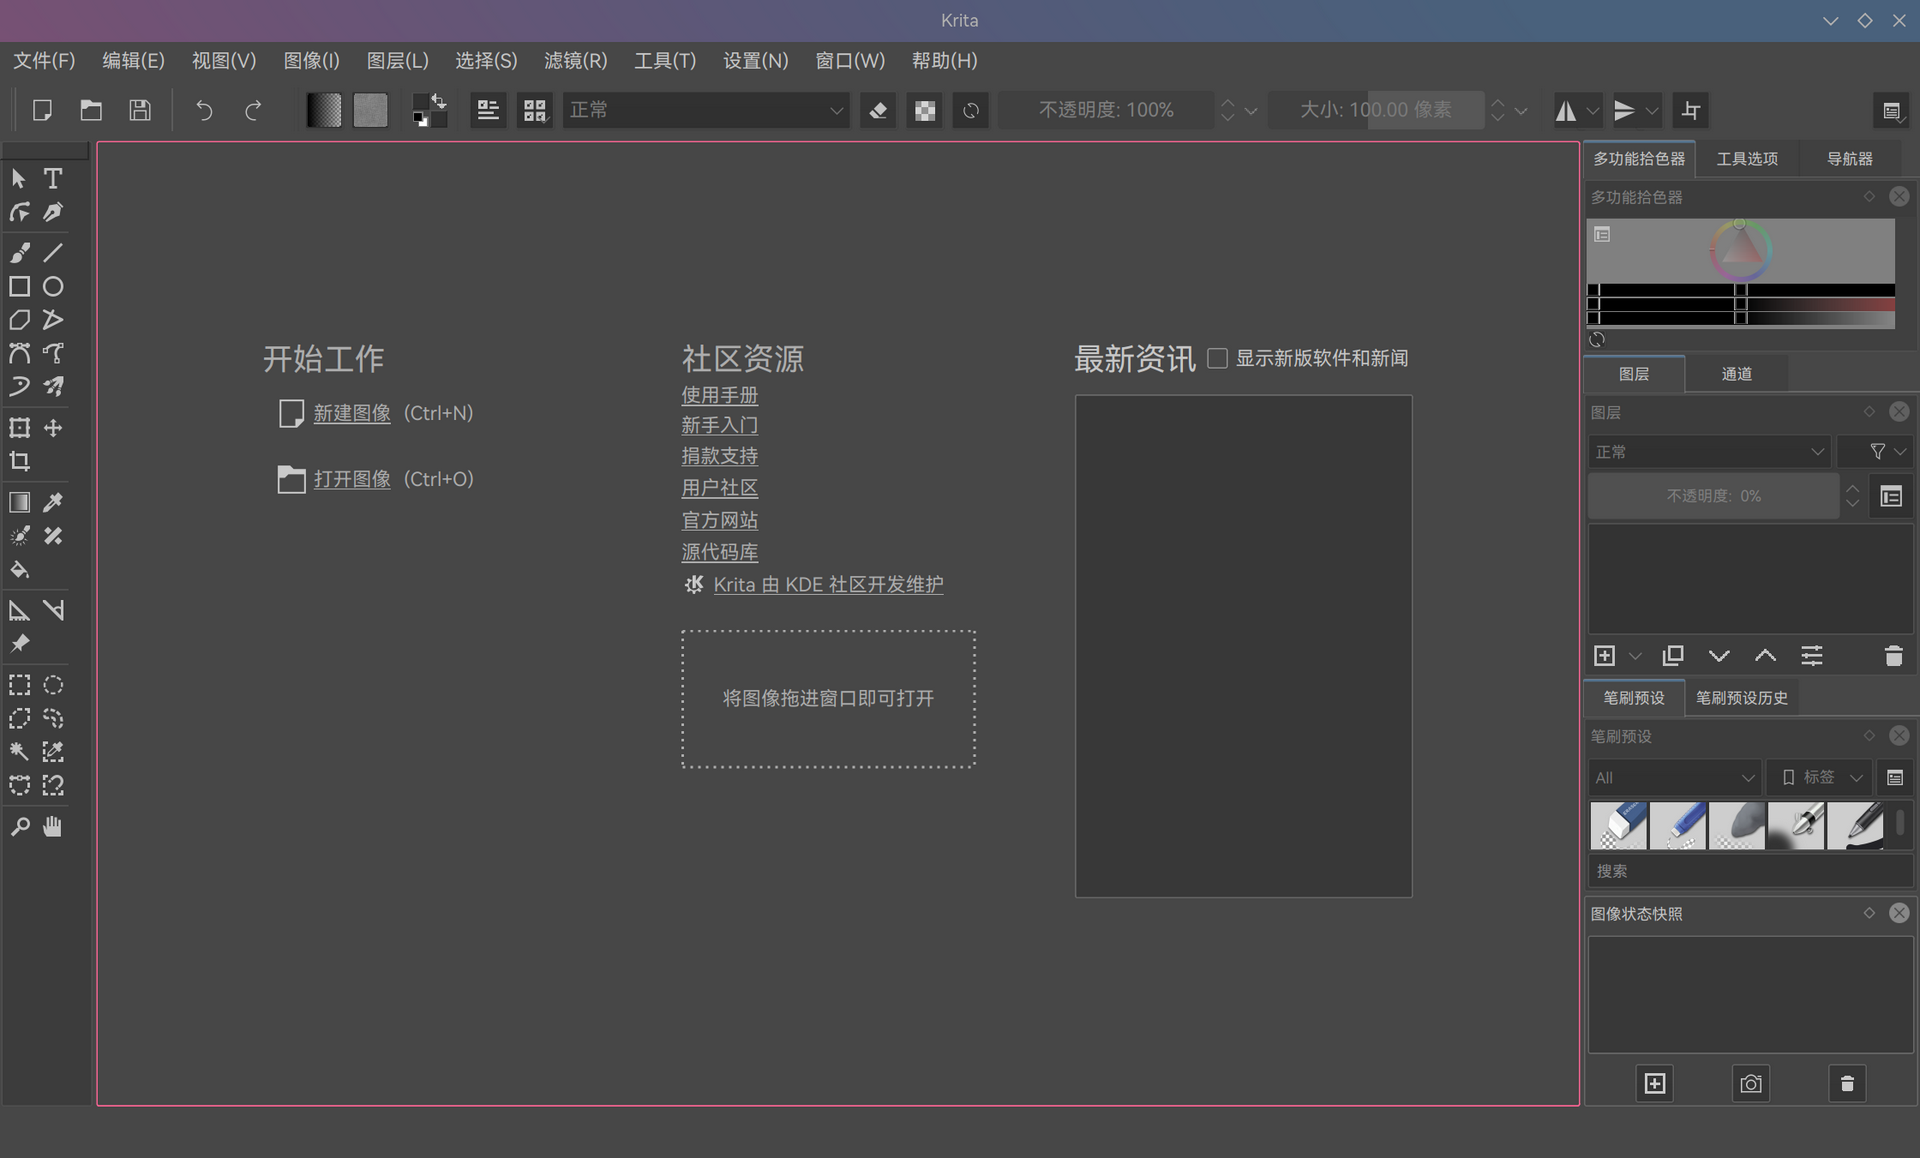 Krita
文件(F) 编辑(E) 视图(V) 图像(I) 图层(L) 选择(S) 滤镜(R) 工具(T) 设置(N) 窗口(W) 帮助(H)
正常 不透明度: 100% 大小: 100.00 像素
多功能拾色器 工具选项 导航器
多功能拾色器
开始工作
新建图像 (Ctrl+N)
打开图像 (Ctrl+O)
社区资源
使用手册
新手入门
捐款支持
用户社区
官方网站
源代码库
Krita 由 KDE 社区开发维护
将图像拖进窗口即可打开
最新资讯 显示新版软件和新闻
图层 通道
图层
正常
不透明度: 0%
笔刷预设 笔刷预设历史
笔刷预设
All 标签
搜索
图像状态快照